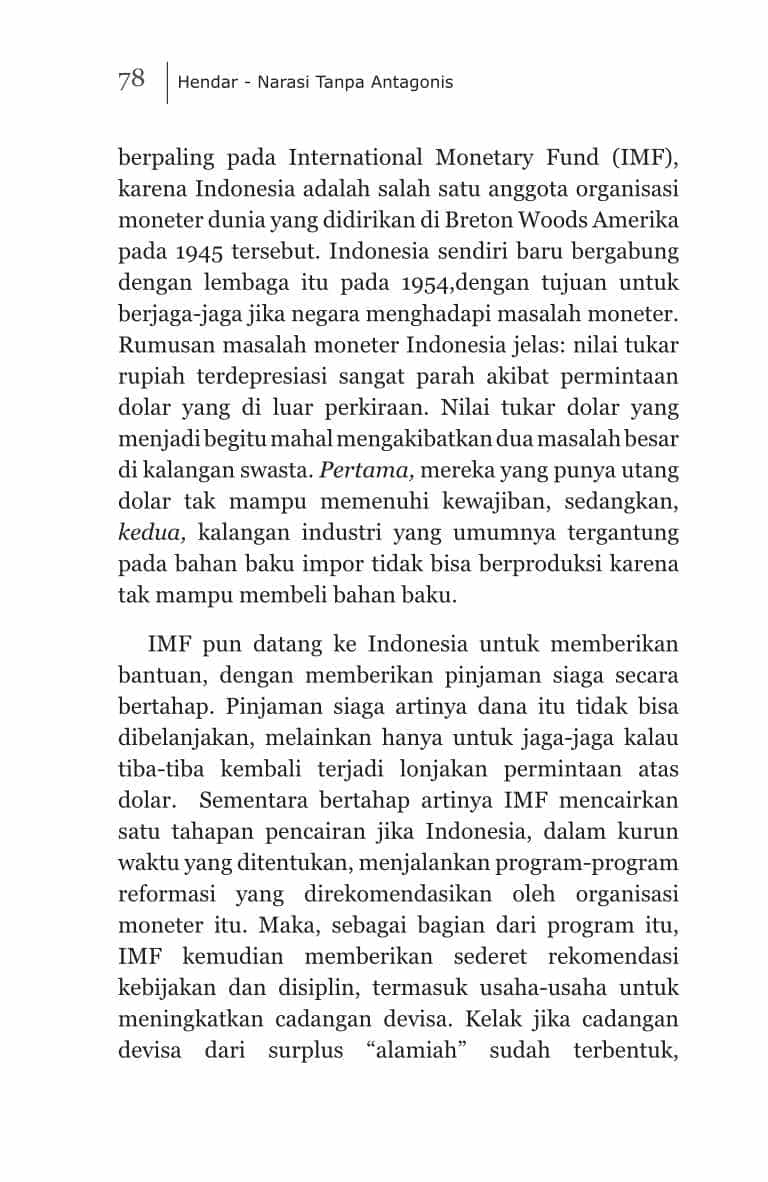 78
Hendar - Narasi Tanpa Antagonis
berpaling pada International Monetary Fund (IMF),
karena Indonesia adalah salah satu anggota organisasi
moneter dunia yang didirikan di Breton Woods Amerika
pada 1945 tersebut. Indonesia sendiri baru bergabung
dengan lembaga itu pada 1954,dengan tujuan untuk
berjaga-jaga jika negara menghadapi masalah moneter.
Rumusan masalah moneter Indonesia jelas: nilai tukar
rupiah terdepresiasi sangat parah akibat permintaan
dolar yang di luar perkiraan. Nilai tukar dolar yang
menjadi begitu mahal mengakibatkan dua masalah besar
di kalangan swasta. Pertama, mereka yang punya utang
dolar tak mampu memenuhi kewajiban, sedangkan,
kedua, kalangan industri yang umumnya tergantung
pada bahan baku impor tidak bisa berproduksi karena
tak mampu membeli bahan baku.
IMF pun datang ke Indonesia untuk memberikan
bantuan, dengan memberikan pinjaman siaga secara
bertahap. Pinjaman siaga artinya dana itu tidak bisa
dibelanjakan, melainkan hanya untuk jaga-jaga kalau
tiba-tiba kembali terjadi lonjakan permintaan atas
dolar. Sementara bertahap artinya IMF mencairkan
satu tahapan pencairan jika Indonesia, dalam kurun
waktu yang ditentukan, menjalankan program-program
reformasi yang direkomendasikan oleh organisasi
moneter itu. Maka, sebagai bagian dari program itu,
IMF kemudian memberikan sederet rekomendasi
kebijakan dan disiplin, termasuk usaha-usaha untuk
meningkatkan cadangan devisa. Kelak jika cadangan
devisa dari surplus “alamiah” sudah terbentuk,